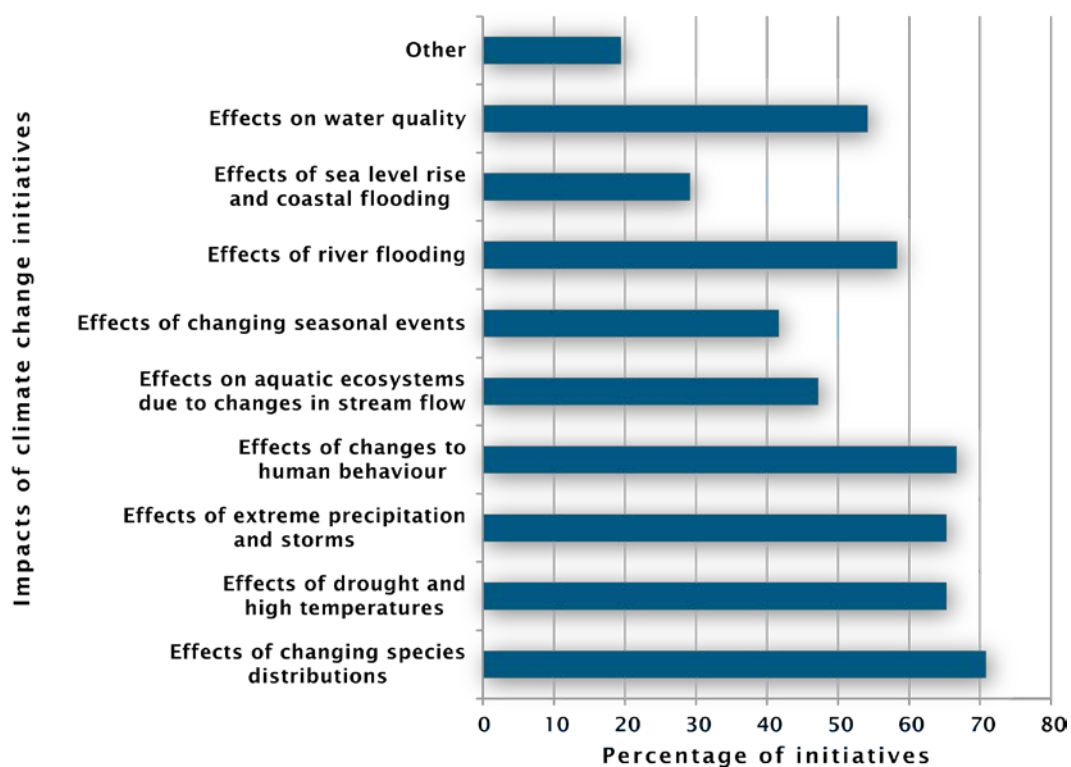 Impacts of climate change initiatives
Other
Effects on water quality
Effects of sea level rise
and coastal flooding
Effects of river flooding
Effects of changing seasonal events
Effects on aquatic ecosystems
due to changes in stream flow
Effects of changes to
human behaviour
Effects of extreme precipitation
and storms
Effects of drought and
high temperatures
Effects of changing species
distributions
0 10 20 30 40 50 60 70 80
Percentage of initiatives